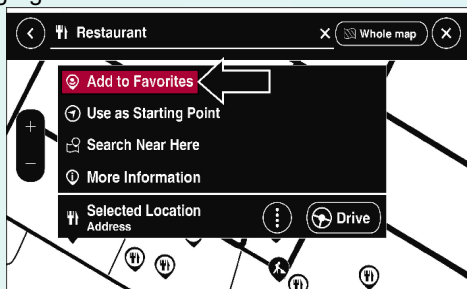 Restaurant
Whole map
Add to Favorites
Use as Starting Point
Search Near Here
More Information
Selected Location
Address
Drive